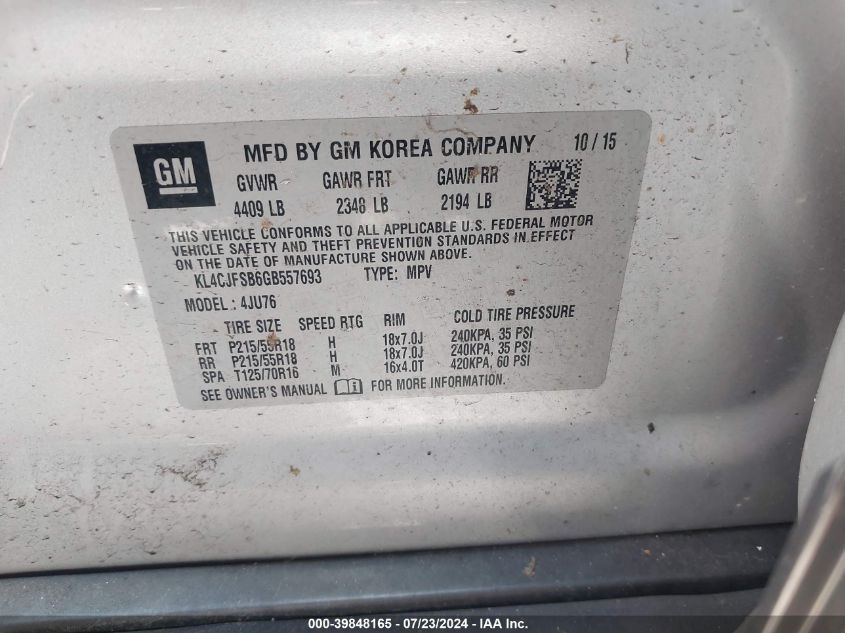 GM
MFD BY GM KOREA COMPANY 10 / 15
GVWR GAWR FRT GAWR RR
4409 LB 2348 LB 2194 LB
THIS VEHICLE CONFORMS TO ALL APPLICABLE U.S. FEDERAL MOTOR
VEHICLE SAFETY AND THEFT PREVENTION STANDARDS IN EFFECT
ON THE DATE OF MANUFACTURE SHOWN ABOVE.
KL4CJFSB6GB557693 TYPE: MPV
MODEL : 4JU76
TIRE SIZE SPEED RTG RIM COLD TIRE PRESSURE
FRT P215/55R18 H 18x7.0J 240KPA, 35 PSI
RR P215/55R18 H 18x7.0J 240KPA, 35 PSI
SPA T125/70R16 M 16x4.0T 420KPA, 60 PSI
SEE OWNER'S MANUAL FOR MORE INFORMATION.
000-39848165 - 07/23/2024 - IAAI.com